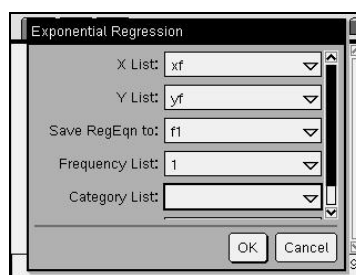 Exponential Regression
X List: xf
Y List: yf
Save RegEqn to: f1
Frequency List: 1
Category List:
OK Cancel